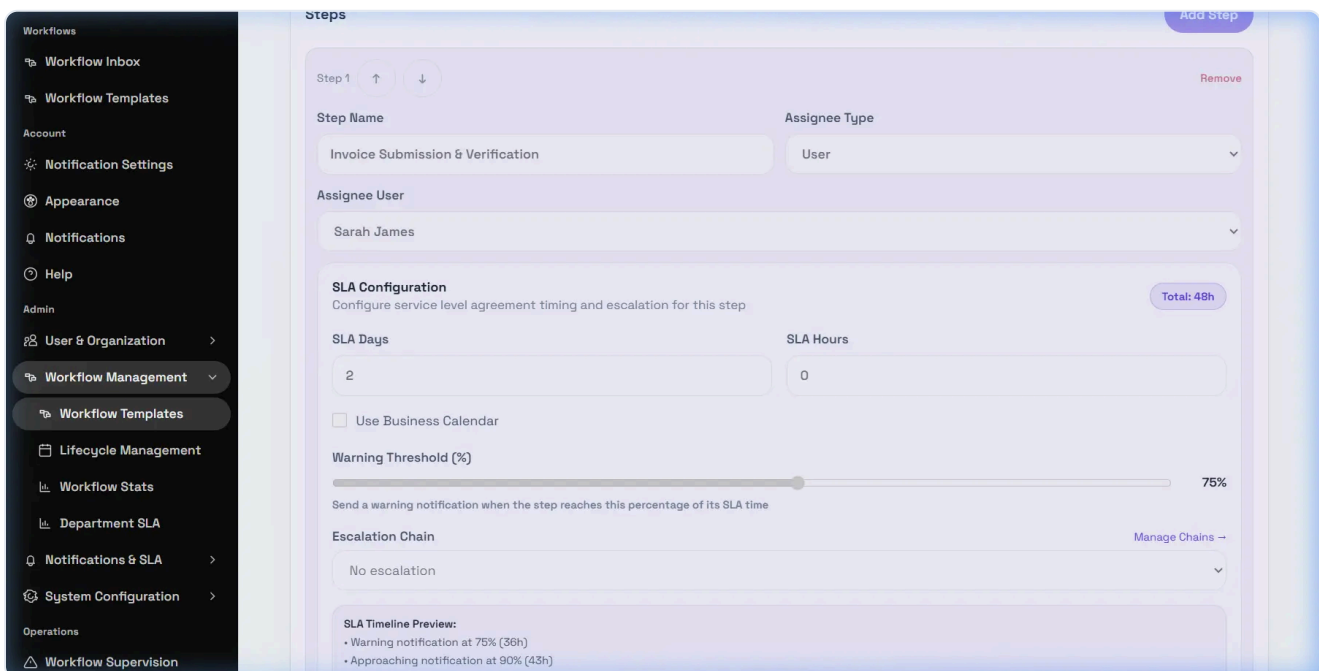 Workflows
Workflow Inbox
Workflow Templates
Account
Notification Settings
Appearance
Notifications
Help
Admin
User & Organization
Workflow Management
Workflow Templates
Lifecycle Management
Workflow Stats
Department SLA
Notifications & SLA
System Configuration
Operations
Workflow Supervision
Steps
Add Step
Step 1 ↑ ↓
Remove
Step Name
Assignee Type
Invoice Submission & Verification
User
Assignee User
Sarah James
SLA Configuration
Configure service level agreement timing and escalation for this step
Total: 48h
SLA Days
SLA Hours
2
0
Use Business Calendar
Warning Threshold (%)
75%
Send a warning notification when the step reaches this percentage of its SLA time
Escalation Chain
Manage Chains →
No escalation
SLA Timeline Preview:
• Warning notification at 75% (36h)
• Approaching notification at 90% (43h)